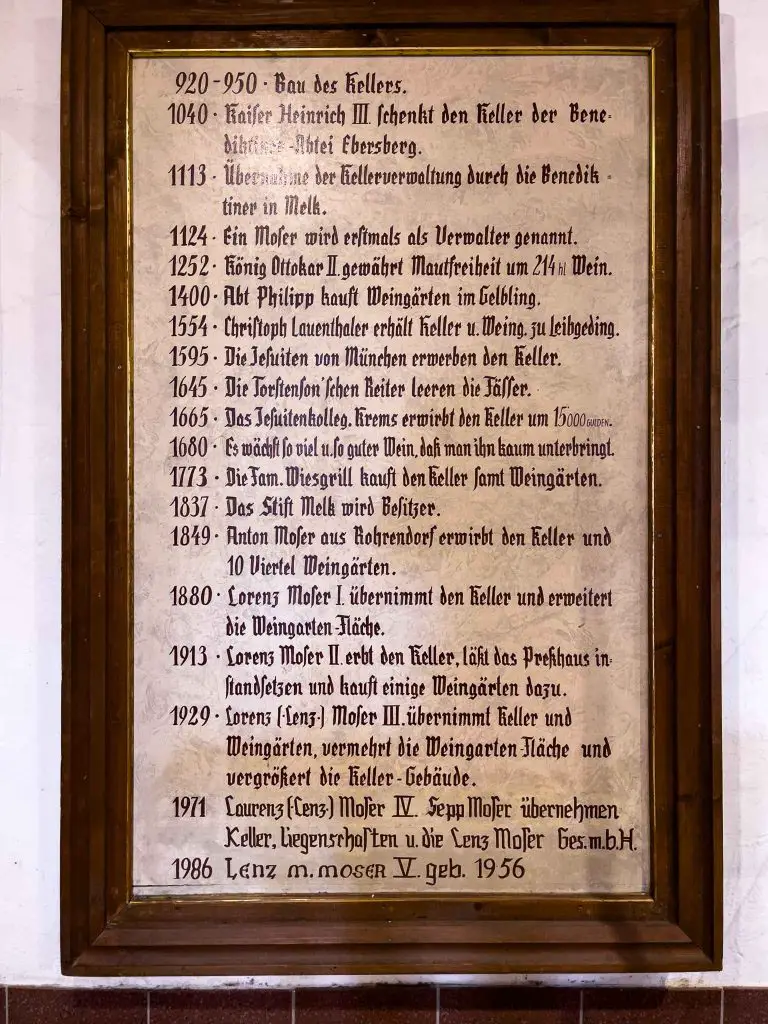 920-950 · Bau des Kellers.
1040 · Kaiser Heinrich III. schenkt den Keller der Bene-
diktiner-Abtei Ebersberg.
1113 · Übernahme der Kellerverwaltung durch die Benedik-
tiner in Melk.
1124 · Ein Moser wird erstmals als Verwalter genannt.
1252 · König Ottokar II. gewährt Mautfreiheit um 214 hl Wein.
1400 · Abt Philipp kauft Weingärten im Gelbling.
1554 · Christoph Lauenthaler erhält Keller u. Weing. zu Leibgeding.
1595 · Die Jesuiten von München erwerben den Keller.
1645 · Die Torstenson'schen Reiter leeren die Fässer.
1665 · Das Jesuitenkolleg. Krems erwirbt den Keller um 15000 GULDEN.
1680 · Es wächst so viel u. so guter Wein, daß man ihn kaum unterbringt.
1773 · Die Fam. Wiesgrill kauft den Keller samt Weingärten.
1837 · Das Stift Melk wird Besitzer.
1849 · Anton Moser aus Rohrendorf erwirbt den Keller und
10 Viertel Weingärten.
1880 · Lorenz Moser I. übernimmt den Keller und erweitert
die Weingarten-Fläche.
1913 · Lorenz Moser II. erbt den Keller, läßt das Preßhaus in-
standsetzen und kauft einige Weingärten dazu.
1929 · Lorenz (-Lenz-) Moser III. übernimmt Keller und
Weingärten, vermehrt die Weingarten-Fläche und
vergrößert die Keller-Gebäude.
1971 Laurenz (-Lenz-) Moser IV. Sepp Moser übernehmen
Keller, Liegenschaften u. die Lenz Moser Ges.m.b.H.
1986 Lenz M. Moser V. geb. 1956